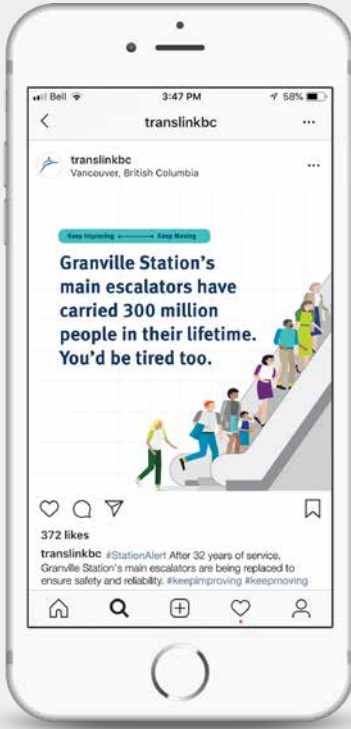 Bell 3:47 PM 58%
translinkbc
translinkbc
Vancouver, British Columbia
Keep Improving Keep Moving
Granville Station's
main escalators have
carried 300 million
people in their lifetime.
You'd be tired too.
372 likes
translinkbc #StationAlert After 32 years of service,
Granville Station's main escalators are being replaced to
ensure safety and reliability. #keepimproving #keepmoving